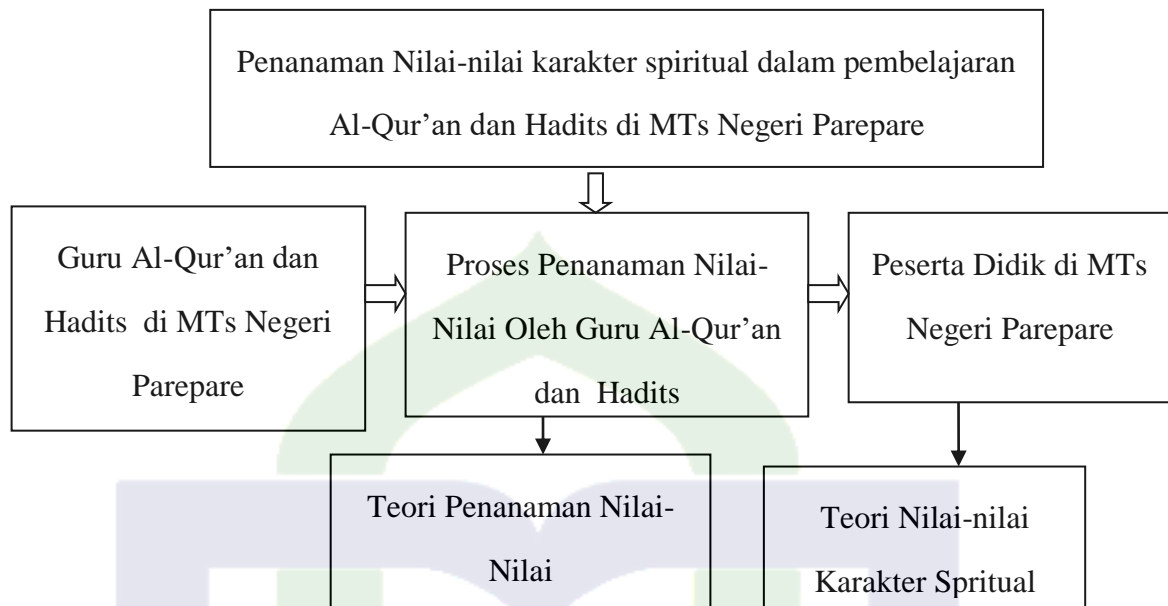 Penanaman Nilai-nilai karakter spiritual dalam pembelajaran
Al-Qur’an dan Hadits di MTs Negeri Parepare
Guru Al-Qur’an dan
Hadits di MTs Negeri
Parepare
Proses Penanaman Nilai-
Nilai Oleh Guru Al-Qur’an
dan Hadits
Peserta Didik di MTs
Negeri Parepare
Teori Penanaman Nilai-
Nilai
Teori Nilai-nilai
Karakter Spritual